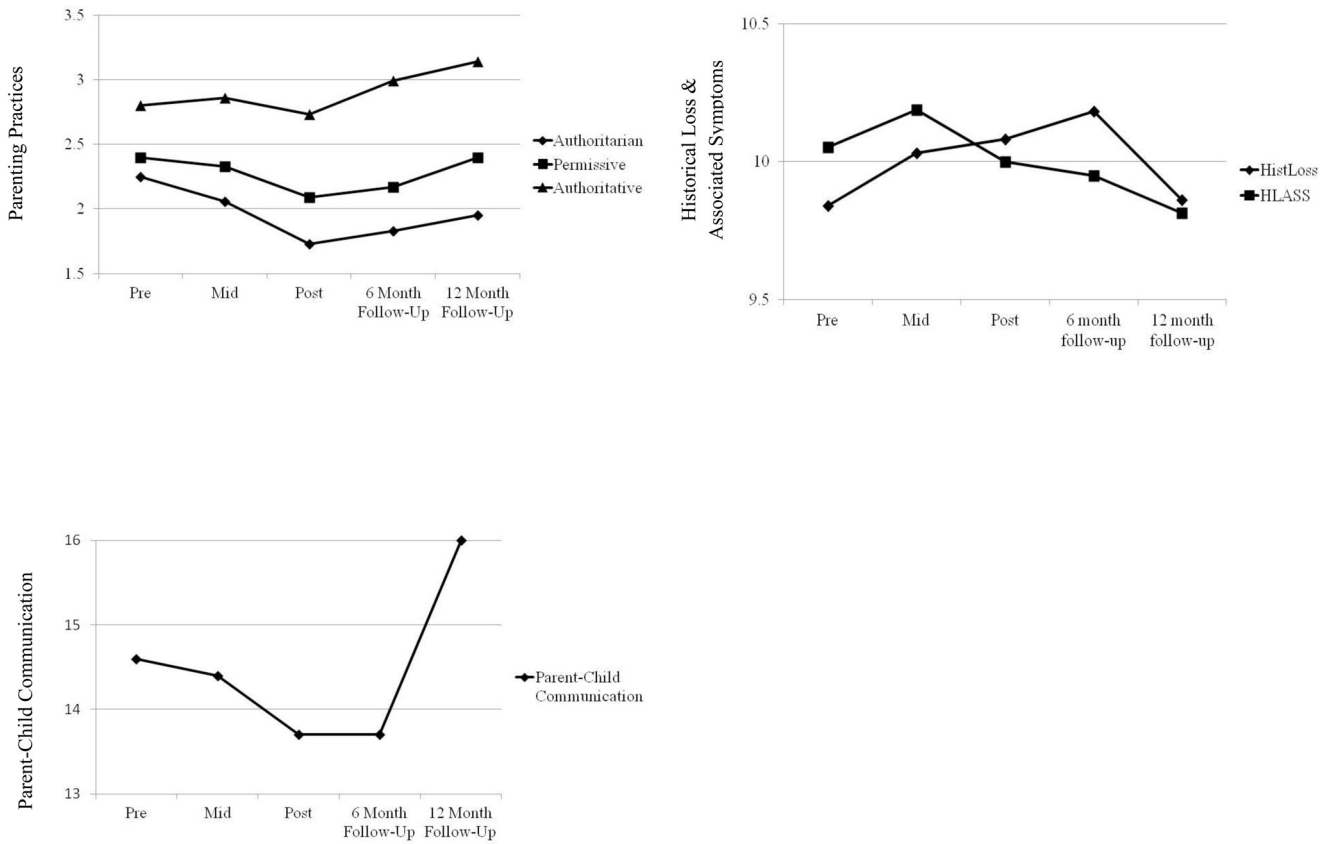 Parenting Practices
3.5
3
2.5
2
1.5
Pre
Mid
Post
6 Month
Follow-Up
12 Month
Follow-Up
Authoritarian
Permissive
Authoritative
Historical Loss &
Associated Symptoms
10.5
10
9.5
Pre
Mid
Post
6 month
follow-up
12 month
follow-up
HistLoss
HLASS
Parent-Child Communication
16
15
14
13
Pre
Mid
Post
6 Month
Follow-Up
12 Month
Follow-Up
Parent-Child
Communication